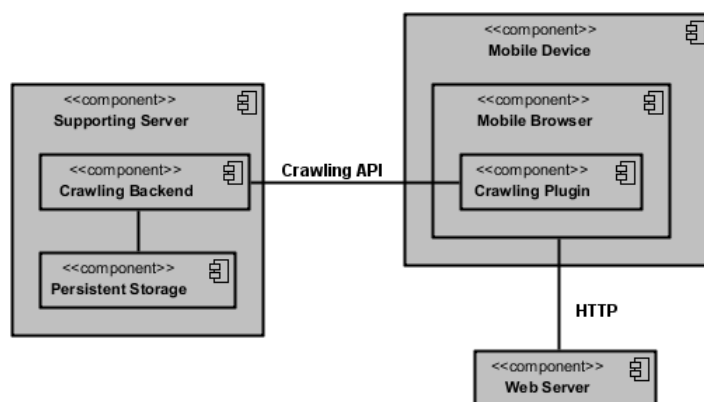 <<component>>
Supporting Server
<<component>>
Crawling Backend
<<component>>
Persistent Storage
Crawling API
<<component>>
Mobile Device
<<component>>
Mobile Browser
<<component>>
Crawling Plugin
HTTP
<<component>>
Web Server